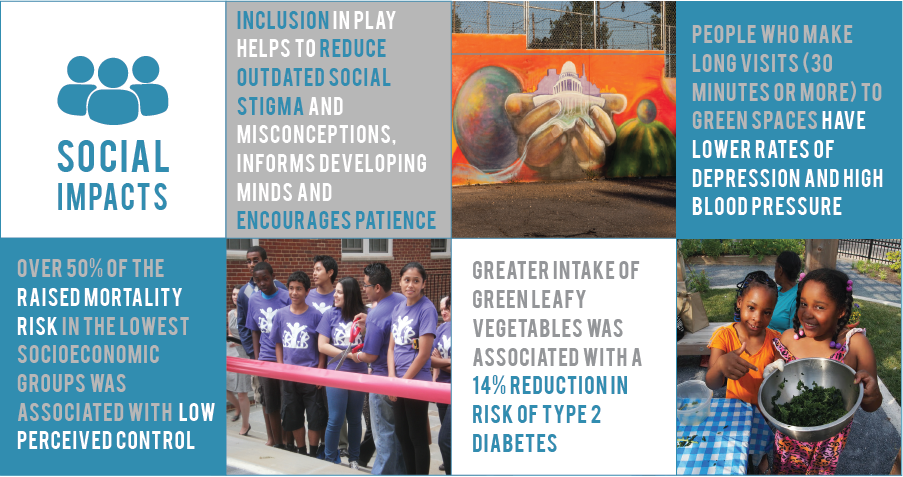 SOCIAL
IMPACTS
INCLUSION IN PLAY
HELPS TO REDUCE
OUTDATED SOCIAL
STIGMA AND
MISCONCEPTIONS,
INFORMS DEVELOPING
MINDS AND
ENCOURAGES PATIENCE
PEOPLE WHO MAKE
LONG VISITS (30
MINUTES OR MORE) TO
GREEN SPACES HAVE
LOWER RATES OF
DEPRESSION AND HIGH
BLOOD PRESSURE
OVER 50% OF THE
RAISED MORTALITY
RISK IN THE LOWEST
SOCIOECONOMIC
GROUPS WAS
ASSOCIATED WITH LOW
PERCEIVED CONTROL
GREATER INTAKE OF
GREEN LEAFY
VEGETABLES WAS
ASSOCIATED WITH A
14% REDUCTION IN
RISK OF TYPE 2
DIABETES